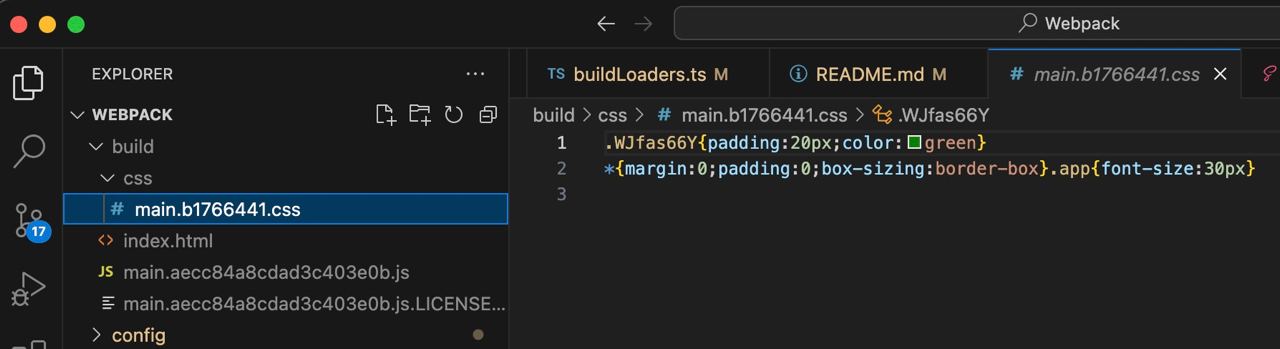 Webpack
EXPLORER
TS buildLoaders.ts M
README.md M
# main.b1766441.css
WEBPACK
build > css > # main.b1766441.css > .WJfas66Y
build
css
# main.b1766441.css
index.html
JS main.aecc84a8cdad3c403e0b.js
main.aecc84a8cdad3c403e0b.js.LICENSE...
config
17
1 .WJfas66Y{padding:20px;color:green}
2 *{margin:0;padding:0;box-sizing:border-box}.app{font-size:30px}
3